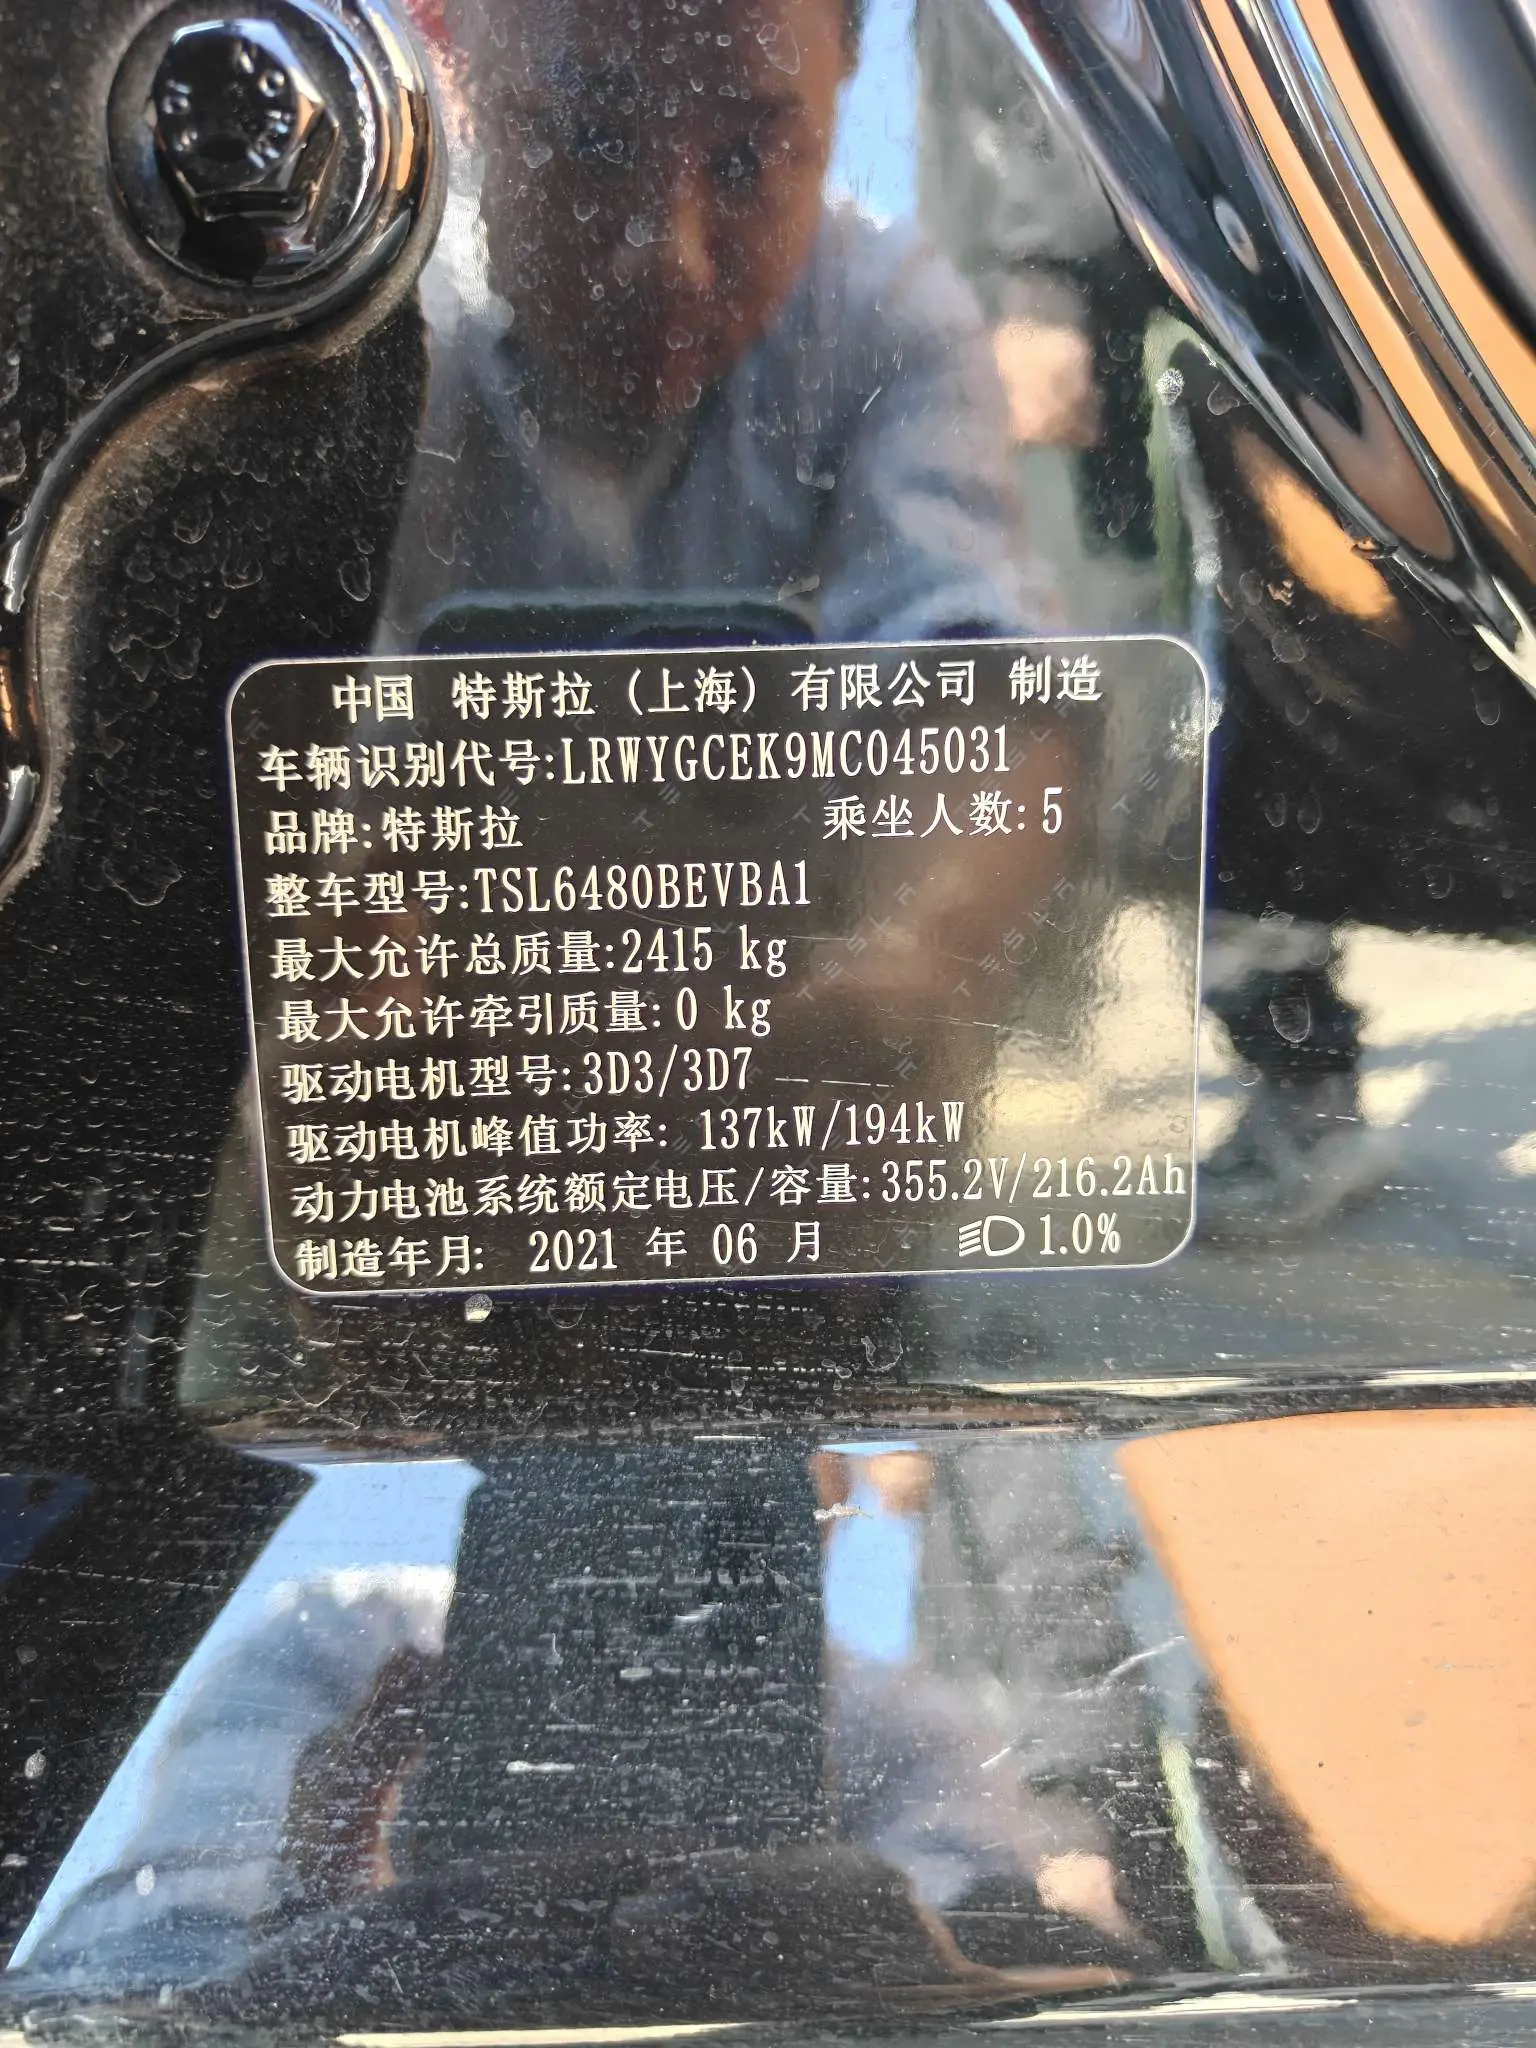 中国 特斯拉（上海）有限公司 制造
车辆识别代号:LRWYGCEK9MC045031
品牌:特斯拉 乘坐人数:5
整车型号:TSL6480BEVBA1
最大允许总质量:2415 kg
最大允许牵引质量:0 kg
驱动电机型号:3D3/3D7
驱动电机峰值功率: 137kW/194kW
动力电池系统额定电压/容量:355.2V/216.2Ah
制造年月: 2021 年 06 月 1.0%